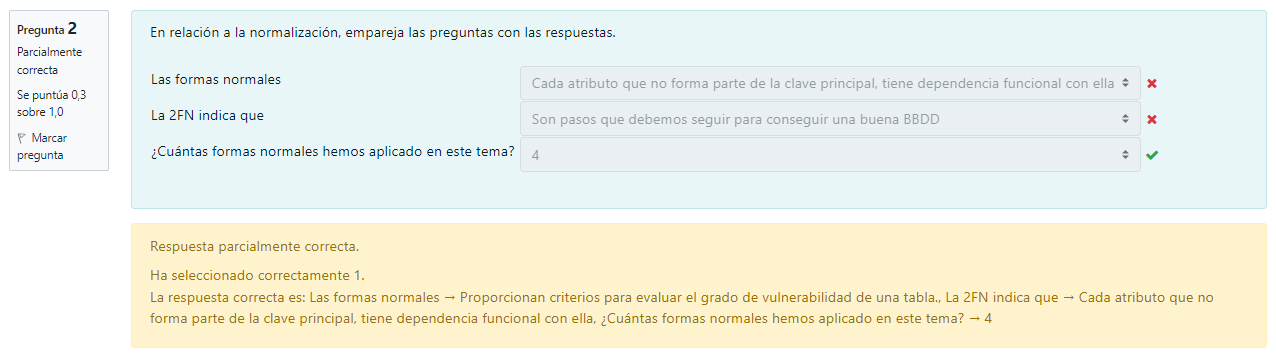 Pregunta 2
Parcialmente
correcta
Se puntúa 0,3
sobre 1,0
Marcar
pregunta
En relación a la normalización, empareja las preguntas con las respuestas.
Las formas normales
Cada atributo que no forma parte de la clave principal, tiene dependencia funcional con ella
La 2FN indica que
Son pasos que debemos seguir para conseguir una buena BBDD
¿Cuántas formas normales hemos aplicado en este tema?
4
Respuesta parcialmente correcta.
Ha seleccionado correctamente 1.
La respuesta correcta es: Las formas normales → Proporcionan criterios para evaluar el grado de vulnerabilidad de una tabla., La 2FN indica que → Cada atributo que no
forma parte de la clave principal, tiene dependencia funcional con ella, ¿Cuántas formas normales hemos aplicado en este tema? → 4